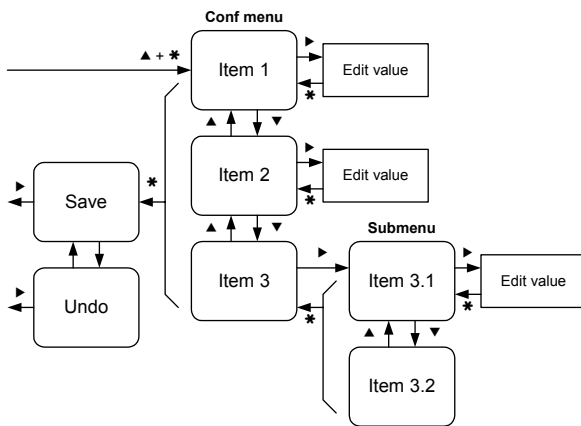 Conf menu
▲ + *
Item 1
►
*
Edit value
▲
▼
Item 2
►
*
Edit value
►
*
Save
▲
▼
Submenu
Item 3
►
*
Item 3.1
►
*
Edit value
►
Undo
▲
▼
Item 3.2